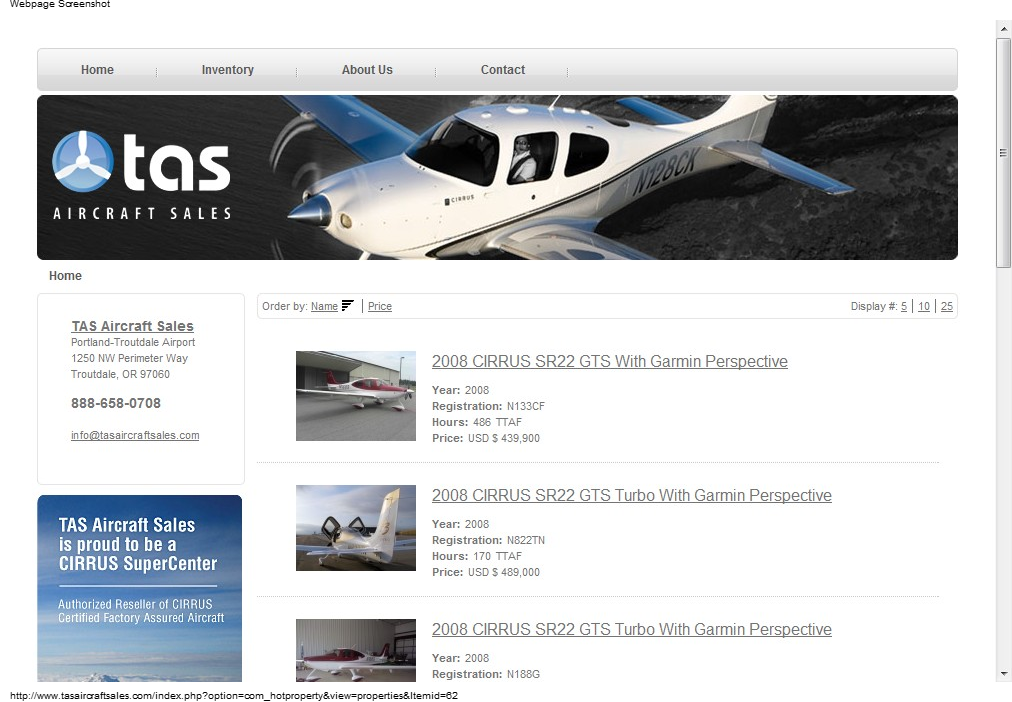 Webpage Screenshot
Home
Inventory
About Us
Contact
tas
AIRCRAFT SALES
CIRRUS
N128CK
Home
TAS Aircraft Sales
Portland-Troutdale Airport
1250 NW Perimeter Way
Troutdale, OR 97060
888-658-0708
info@tasaircraftsales.com
TAS Aircraft Sales
is proud to be a
CIRRUS SuperCenter
Authorized Reseller of CIRRUS
Certified Factory Assured Aircraft
Order by: Name | Price
Display #: 5 | 10 | 25
2008 CIRRUS SR22 GTS With Garmin Perspective
Year: 2008
Registration: N133CF
Hours: 486 TTAF
Price: USD $ 439,900
2008 CIRRUS SR22 GTS Turbo With Garmin Perspective
Year: 2008
Registration: N822TN
Hours: 170 TTAF
Price: USD $ 489,000
2008 CIRRUS SR22 GTS Turbo With Garmin Perspective
Year: 2008
Registration: N188G
http://www.tasaircraftsales.com/index.php?option=com_hotproperty&view=properties&Itemid=62